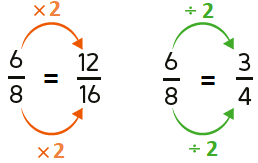 ×2 ÷ 2
6/8 = 12/16 6/8 = 3/4
×2 ÷ 2